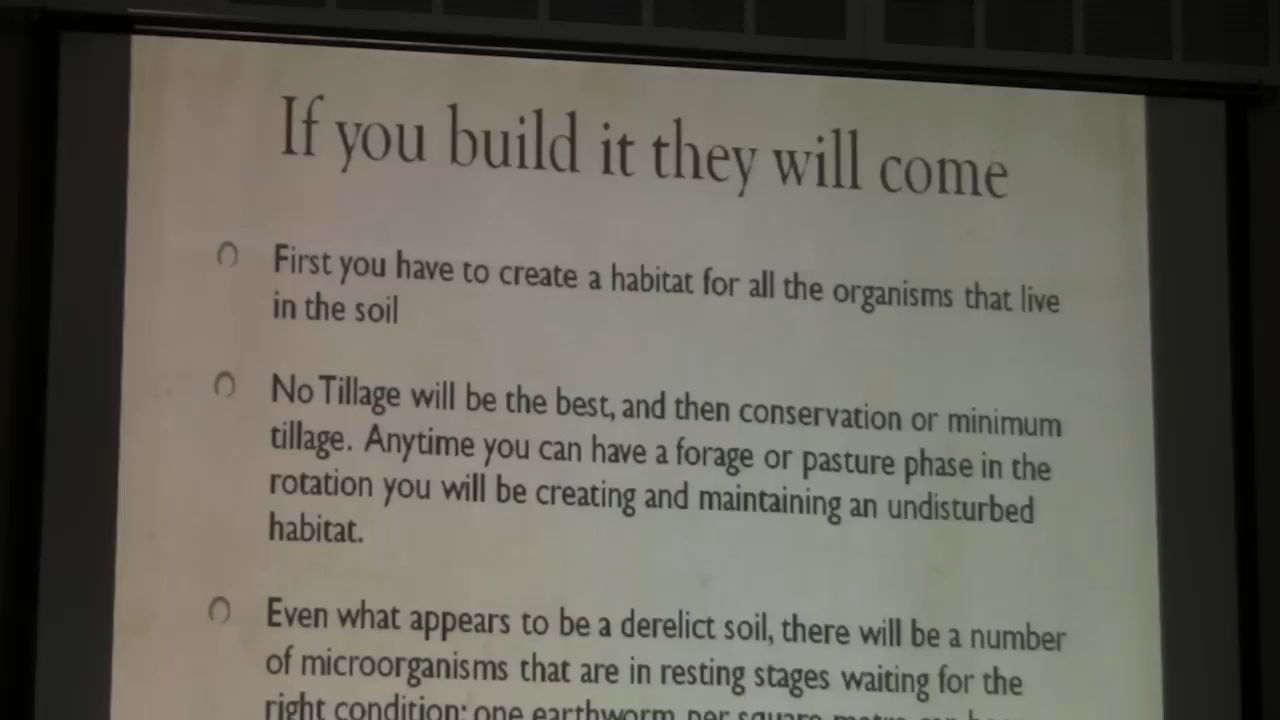 If you build it they will come
First you have to create a habitat for all the organisms that live
in the soil
No Tillage will be the best, and then conservation or minimum
tillage. Anytime you can have a forage or pasture phase in the
rotation you will be creating and maintaining an undisturbed
habitat.
Even what appears to be a derelict soil, there will be a number
of microorganisms that are in resting stages waiting for the
right condition: one earthworm per square metre can